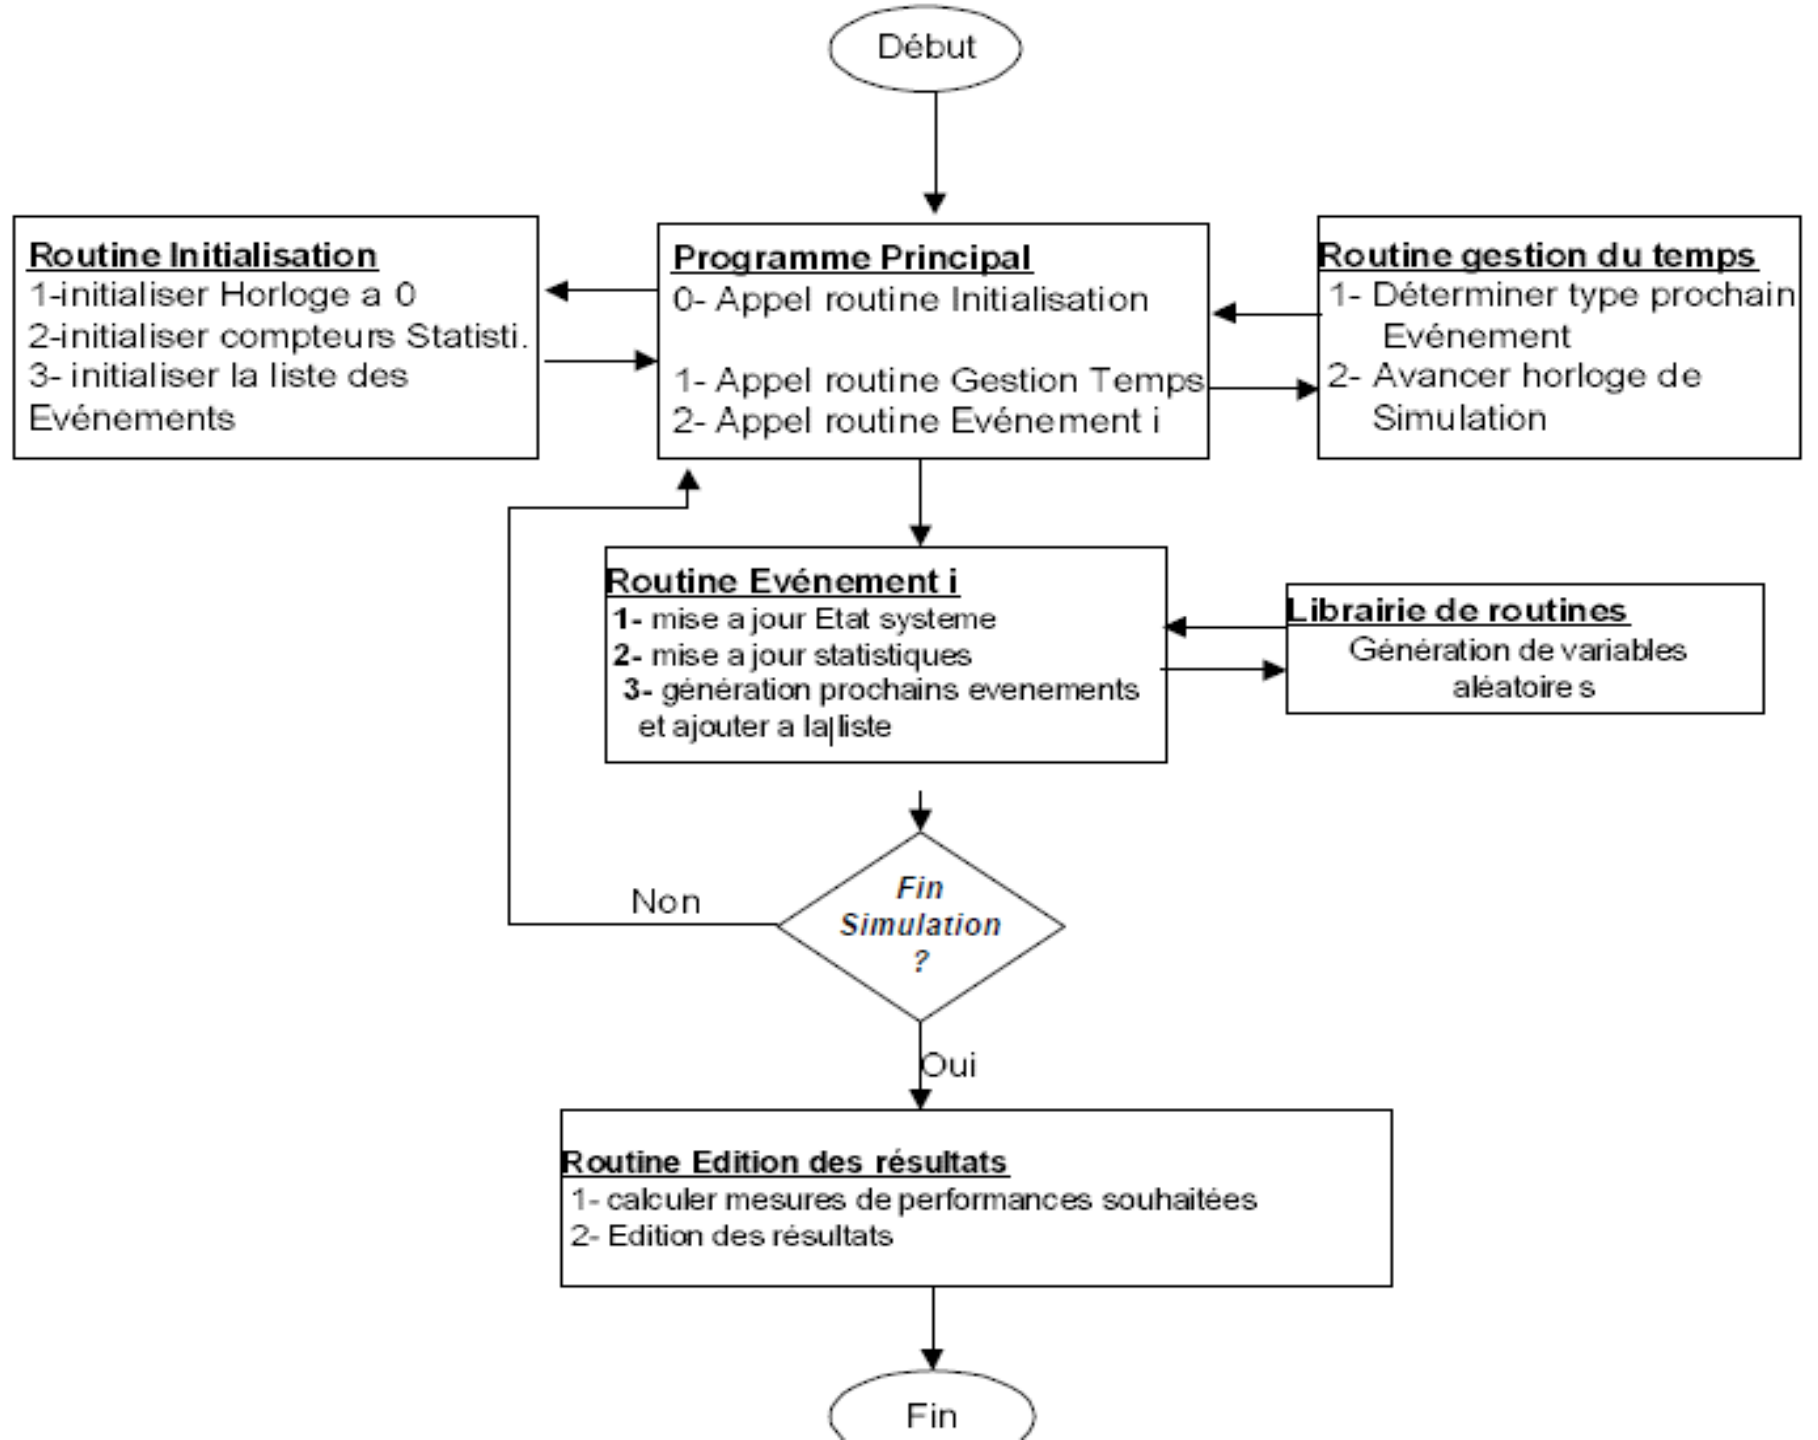 Début
Routine Initialisation
1-initialiser Horloge a 0
2-initialiser compteurs Statisti.
3- initialiser la liste des
Evénements
Programme Principal
0- Appel routine Initialisation
1- Appel routine Gestion Temps
2- Appel routine Evénement i
Routine gestion du temps
1- Déterminer type prochain
Evénement
2- Avancer horloge de
Simulation
Routine Evénement i
1- mise a jour Etat systeme
2- mise a jour statistiques
3- génération prochains evenements
et ajouter a la liste
Librairie de routines
Génération de variables
aléatoires
Fin
Simulation
?
Non
Oui
Routine Edition des résultats
1- calculer mesures de performances souhaitées
2- Edition des résultats
Fin